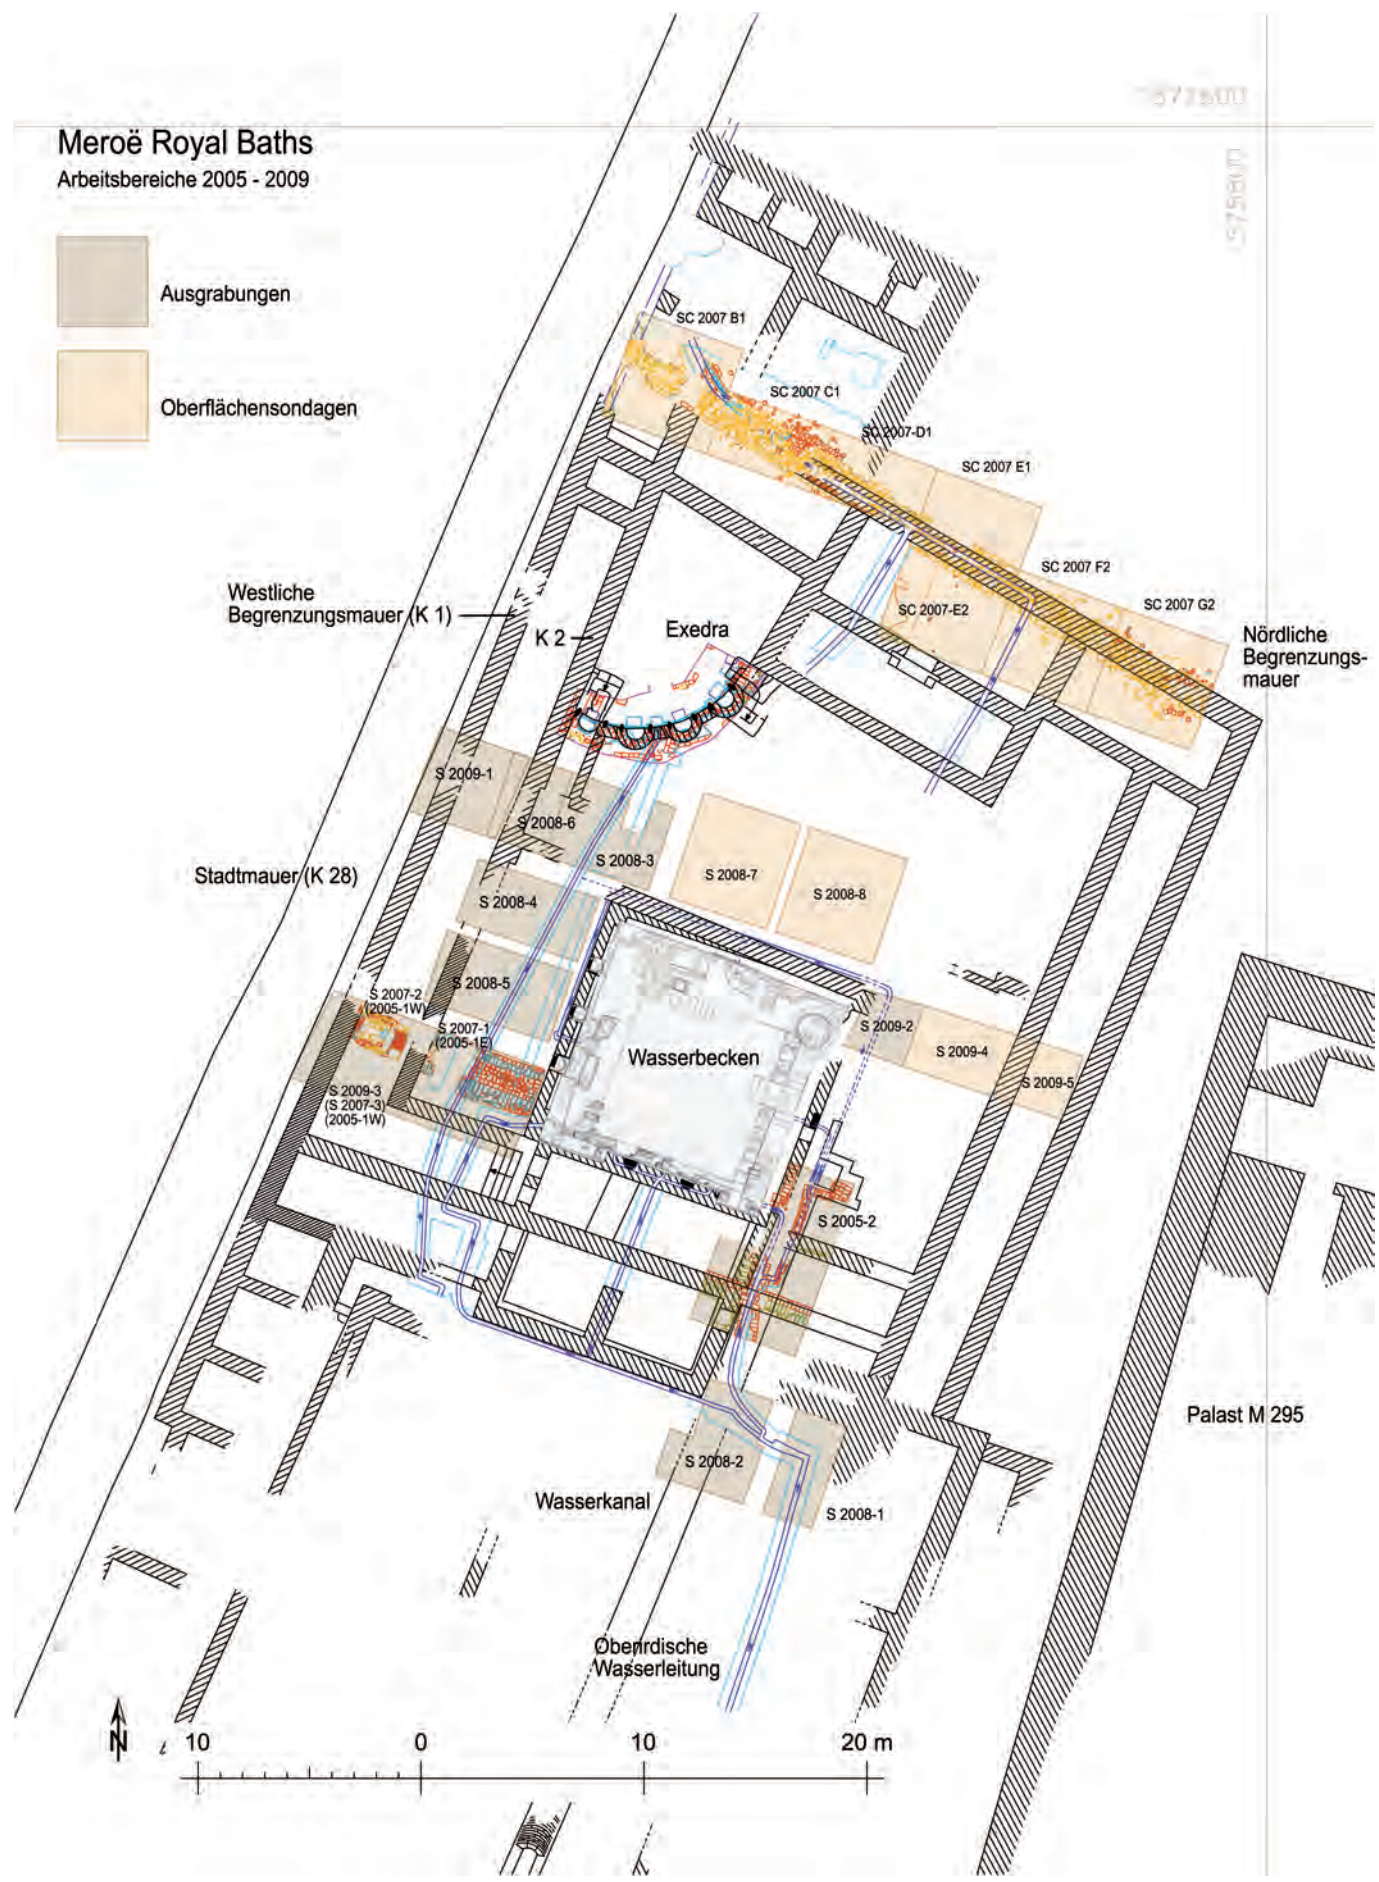 Meroë Royal Baths
Arbeitsbereiche 2005 - 2009
Ausgrabungen
Oberflächensondagen
SC 2007 B1
SC 2007 C1
SC 2007-D1
SC 2007 E1
SC 2007 F2
SC 2007-E2
SC 2007 G2
Nördliche
Begrenzungs-
mauer
Westliche
Begrenzungsmauer (K 1)
K 2
Exedra
S 2009-1
S 2008-6
S 2008-3
S 2008-7
S 2008-8
Stadtmauer (K 28)
S 2008-4
S 2008-5
S 2007-2
(2005-1W)
S 2007-1
(2005-1E)
S 2009-3
(S 2007-3)
(2005-1W)
Wasserbecken
S 2009-2
S 2009-4
S 2009-5
S 2005-2
Palast M 295
S 2008-2
S 2008-1
Wasserkanal
Oberirdische
Wasserleitung
N
10 0 10 20 m